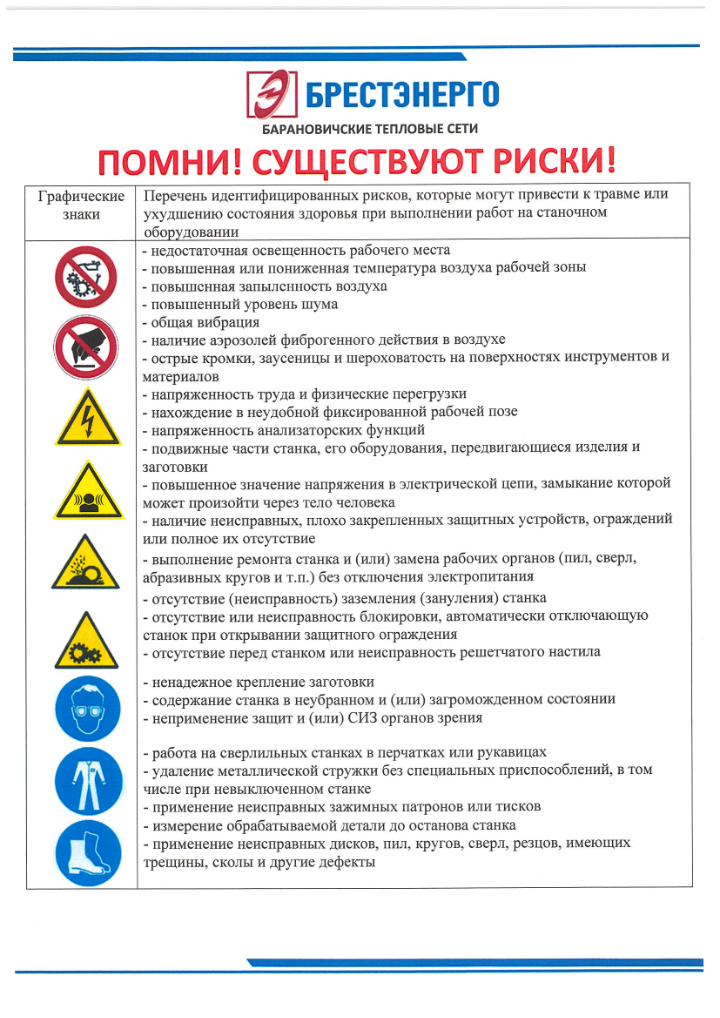 БРЕСТЭНЕРГО
БАРАНОВИЧСКИЕ ТЕПЛОВЫЕ СЕТИ
ПОМНИ! СУЩЕСТВУЮТ РИСКИ!
Графические
знаки
Перечень идентифицированных рисков, которые могут привести к травме или
ухудшению состояния здоровья при выполнении работ на станочном
оборудовании
- недостаточная освещенность рабочего места
- повышенная или пониженная температура воздуха рабочей зоны
- повышенная запыленность воздуха
- повышенный уровень шума
- общая вибрация
- наличие аэрозолей фиброгенного действия в воздухе
- острые кромки, заусеницы и шероховатость на поверхностях инструментов и
материалов
- напряженность труда и физические перегрузки
- нахождение в неудобной фиксированной рабочей позе
- напряженность анализаторских функций
- подвижные части станка, его оборудования, передвигающиеся изделия и
заготовки
- повышенное значение напряжения в электрической цепи, замыкание которой
может произойти через тело человека
- наличие неисправных, плохо закрепленных защитных устройств, ограждений
или полное их отсутствие
- выполнение ремонта станка и (или) замена рабочих органов (пил, сверл,
абразивных кругов и т.п.) без отключения электропитания
- отсутствие (неисправность) заземления (зануления) станка
- отсутствие или неисправность блокировки, автоматически отключающую
станок при открывании защитного ограждения
- отсутствие перед станком или неисправность решетчатого настила
- ненадежное крепление заготовки
- содержание станка в неубранном и (или) загроможденном состоянии
- неприменение защит и (или) СИЗ органов зрения
- работа на сверлильных станках в перчатках или рукавицах
- удаление металлической стружки без специальных приспособлений, в том
числе при невыключенном станке
- применение неисправных зажимных патронов или тисков
- измерение обрабатываемой детали до останова станка
- применение неисправных дисков, пил, кругов, сверл, резцов, имеющих
трещины, сколы и другие дефекты